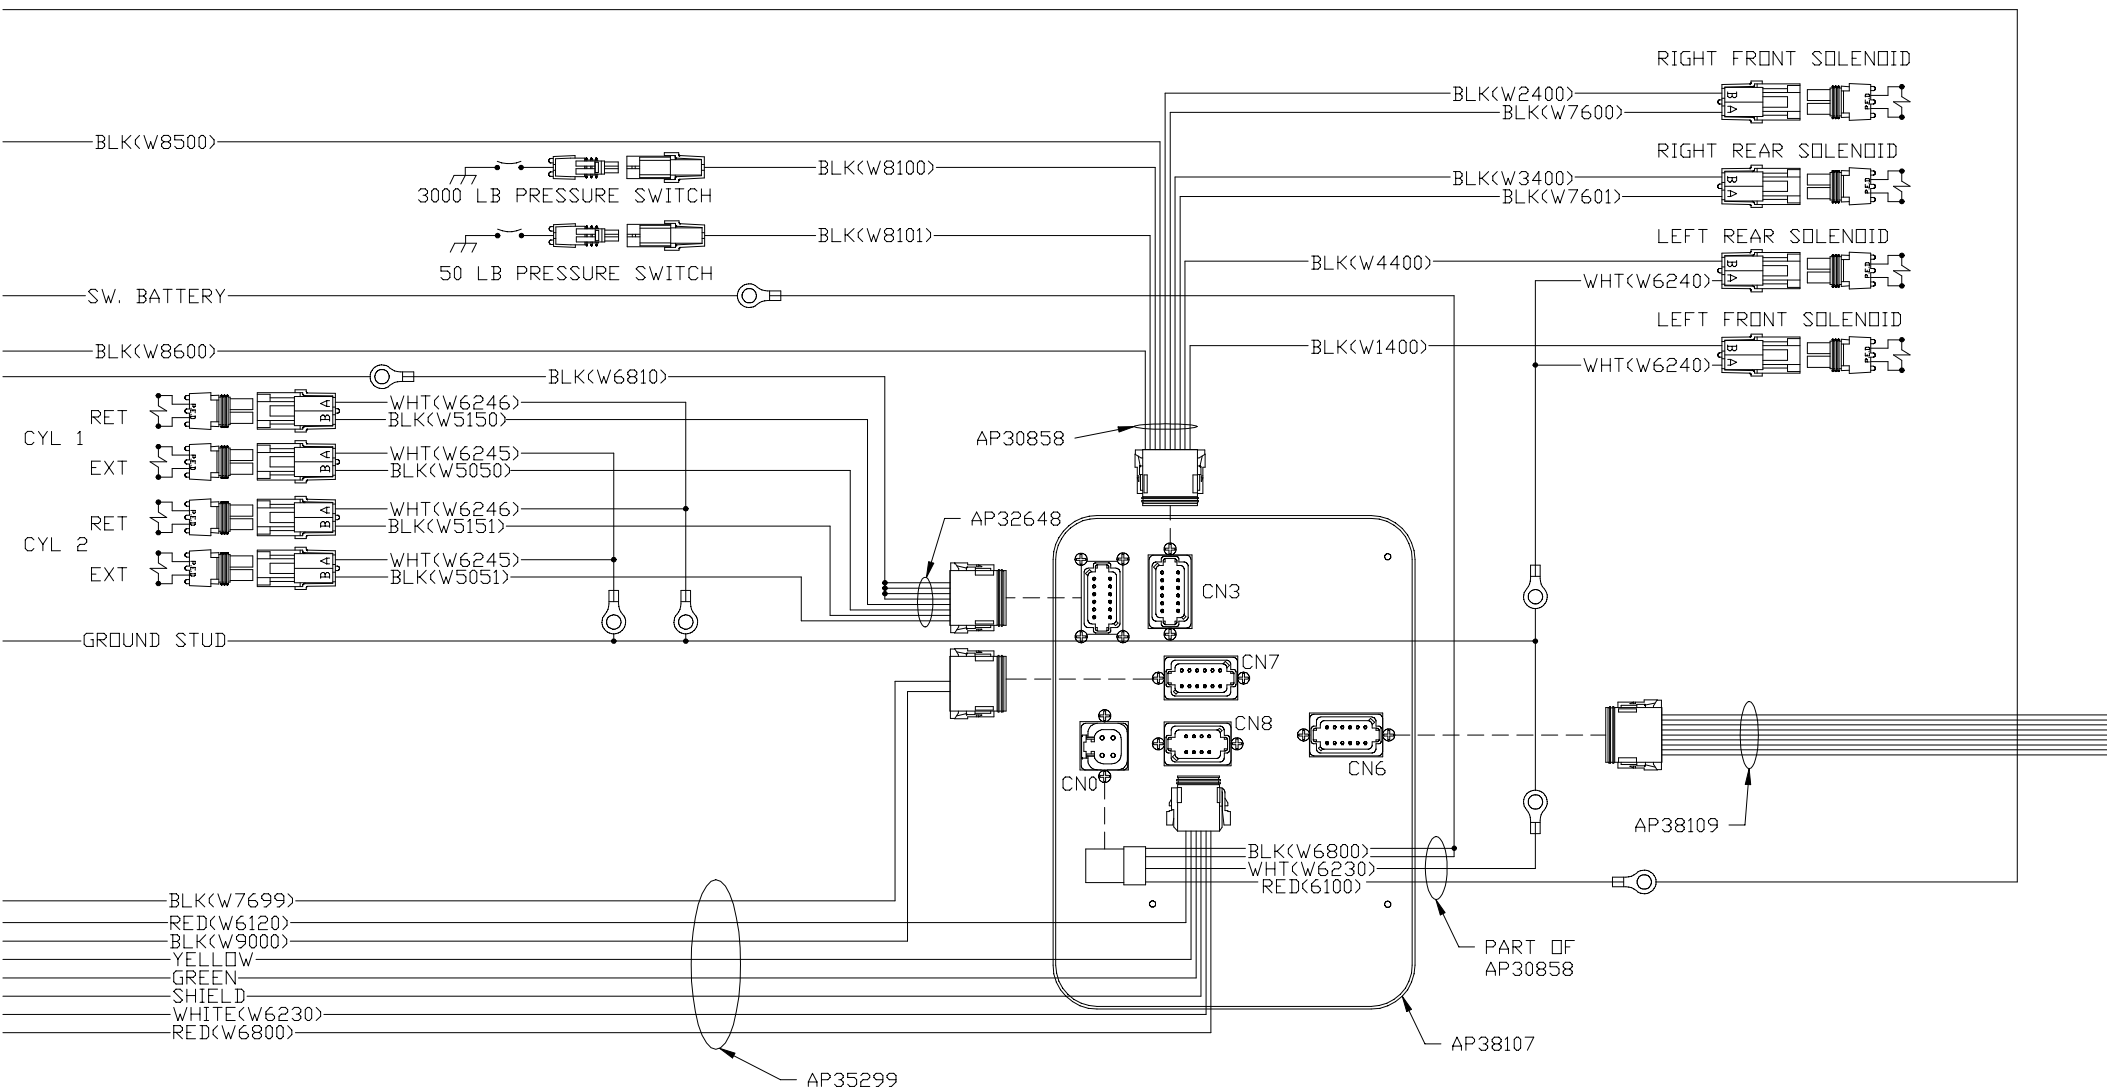 RIGHT FRONT SOLENOID
BLK(W2400)
B
A
BLK(W7600)
BLK(W8500)
RIGHT REAR SOLENOID
BLK(W8100)
BLK(W3400)
B
A
3000 LB PRESSURE SWITCH
BLK(W7601)
BLK(W8101)
LEFT REAR SOLENOID
BLK(W4400)
B
A
50 LB PRESSURE SWITCH
WHT(W6240)
SW. BATTERY
LEFT FRONT SOLENOID
BLK(W8600)
BLK(W1400)
B
A
BLK(W6810)
WHT(W6240)
WHT(W6246)
A
B
RET
BLK(W5150)
CYL 1
AP30858
WHT(W6245)
A
B
EXT
BLK(W5050)
WHT(W6246)
A
B
RET
BLK(W5151)
AP32648
CYL 2
WHT(W6245)
A
B
EXT
BLK(W5051)
CN3
GROUND STUD
CN7
CN8
CN6
CN0
AP38109
BLK(W6800)
WHT(W6230)
RED(6100)
BLK(W7699)
RED(W6120)
BLK(W9000)
PART OF
AP30858
YELLOW
GREEN
SHIELD
WHITE(W6230)
RED(W6800)
AP38107
AP35299